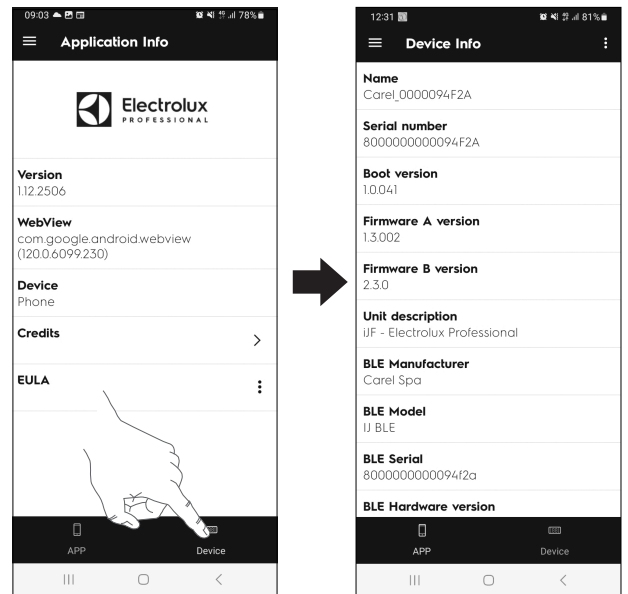 09:03
78%
Application Info
Electrolux
PROFESSIONAL
Version
1.12.2506
WebView
com.google.android.webview
(120.0.6099.230)
Device
Phone
Credits
EULA
APP
Device
12:31
81%
Device Info
Name
Carel_0000094F2A
Serial number
8000000000094F2A
Boot version
1.0.041
Firmware A version
1.3.002
Firmware B version
2.3.0
Unit description
iJF - Electrolux Professional
BLE Manufacturer
Carel Spa
BLE Model
IJ BLE
BLE Serial
8000000000094f2a
BLE Hardware version
APP
Device